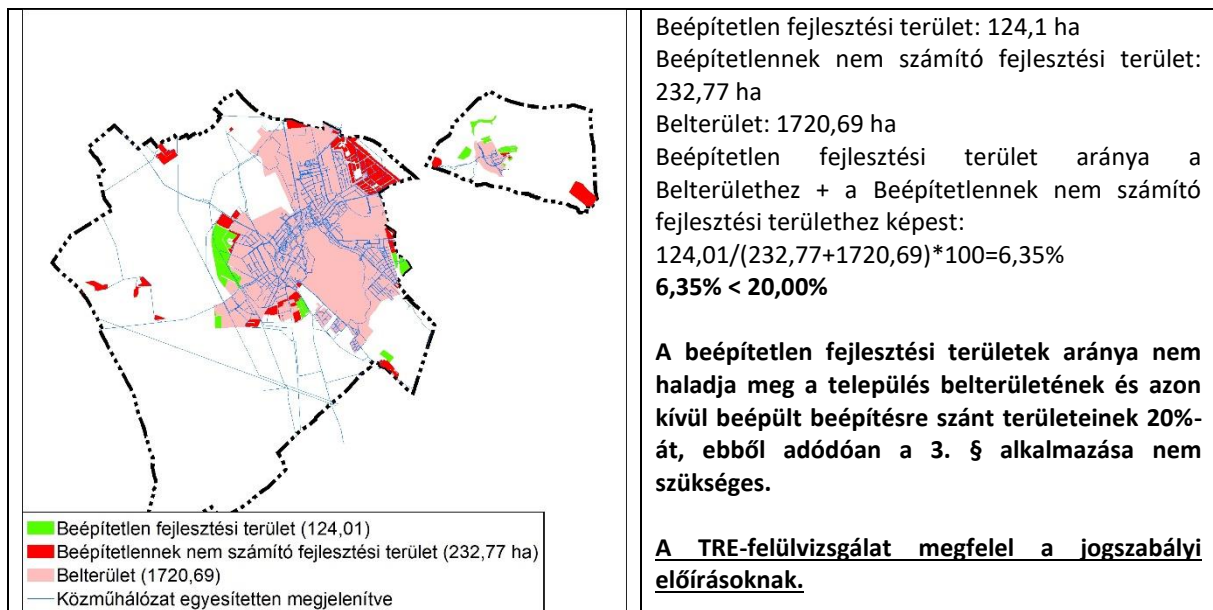 Beépítetlen fejlesztési terület (124,01)
Beépítetlennek nem számító fejlesztési terület (232,77 ha)
Belterület (1720,69)
Közműhálózat egyesítetten megjelenítve
Beépítetlen fejlesztési terület: 124,1 ha
Beépítetlennek nem számító fejlesztési terület:
232,77 ha
Belterület: 1720,69 ha
Beépítetlen fejlesztési terület aránya a
Belterülethez + a Beépítetlennek nem számító
fejlesztési területhez képest:
124,01/(232,77+1720,69)*100=6,35%
6,35% < 20,00%
A beépítetlen fejlesztési területek aránya nem
haladja meg a település belterületének és azon
kívül beépült beépítésre szánt területeinek 20%-
át, ebből adódóan a 3. § alkalmazása nem
szükséges.
A TRE-felülvizsgálat megfelel a jogszabályi
előírásoknak.